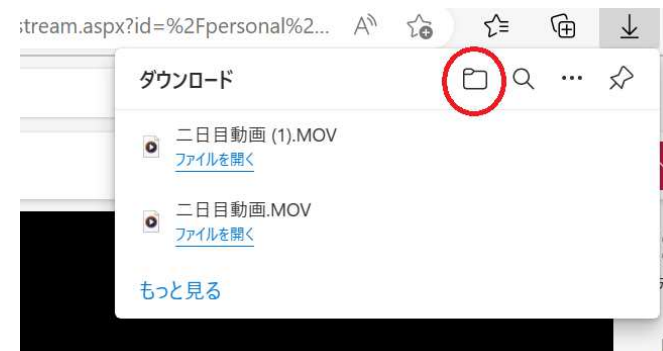 stream.aspx?id=%2Fpersonal%2...
ダウンロード
二日目動画 (1).MOV
ファイルを開く
二日目動画.MOV
ファイルを開く
もっと見る